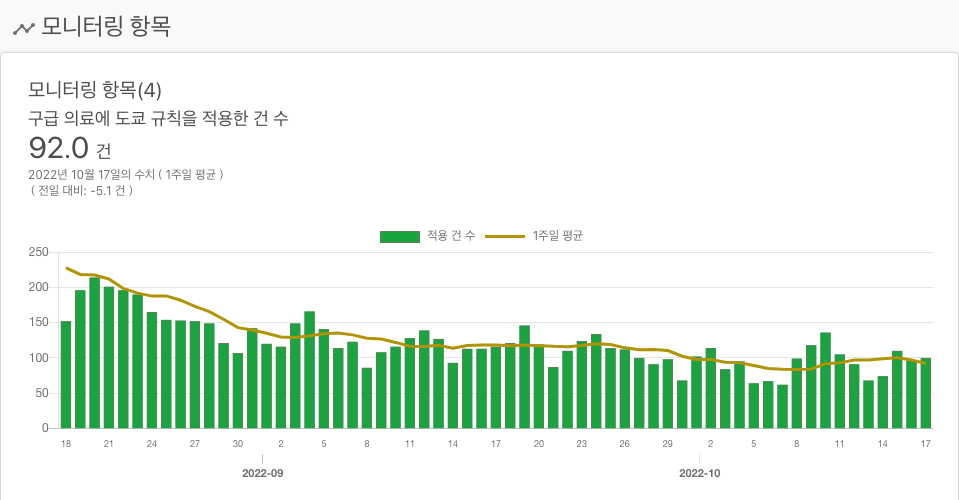 모니터링 항목
모니터링 항목(4)
구급 의료에 도쿄 규칙을 적용한 건 수
92.0 건
2022년 10월 17일의 수치 ( 1주일 평균 )
( 전일 대비: -5.1 건 )
적용 건 수 1주일 평균
250
200
150
100
50
0
18 21 24 27 30 2 5 8 11 14 17 20 23 26 29 2 5 8 11 14 17
2022-09 2022-10